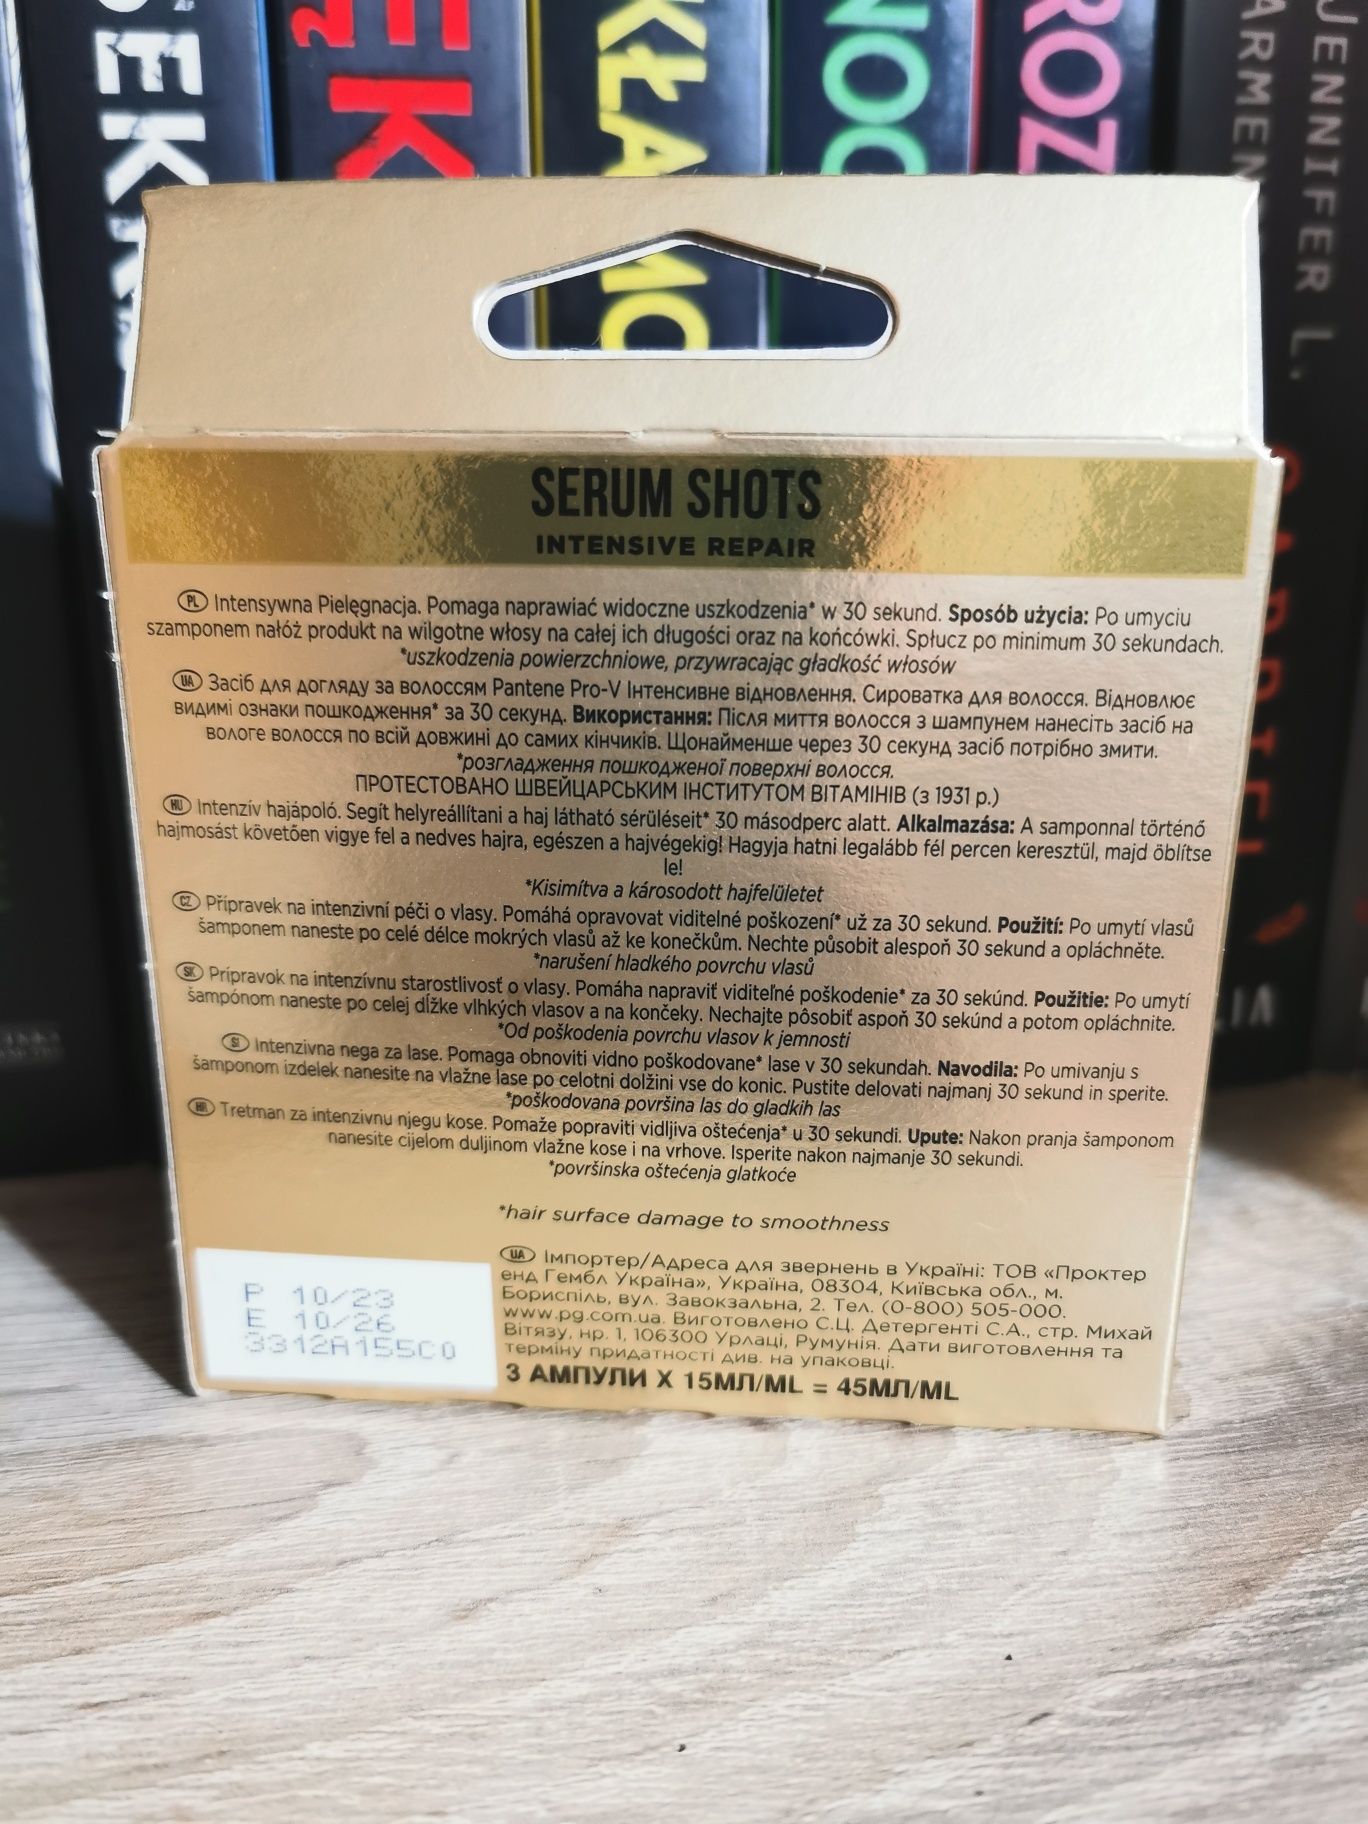 KŁAMC
NOC
ROZ
JENNIFER L.
ARMEN
SERUM SHOTS
INTENSIVE REPAIR
PL Intensywna Pielęgnacja. Pomaga naprawiać widoczne uszkodzenia* w 30 sekund. Sposób użycia: Po umyciu
szamponem nałóż produkt na wilgotne włosy na całej ich długości oraz na końcówki. Spłucz po minimum 30 sekundach.
*uszkodzenia powierzchniowe, przywracając gładkość włosów
UA Засіб для догляду за волоссям Pantene Pro-V Інтенсивне відновлення. Сироватка для волосся. Відновлює
видимі ознаки пошкодження* за 30 секунд. Використання: Після миття волосся з шампунем нанесіть засіб на
вологе волосся по всій довжині до самих кінчиків. Щонайменше через 30 секунд засіб потрібно змити.
*розгладження пошкодженої поверхні волосся.
ПРОТЕСТОВАНО ШВЕЙЦАРСЬКИМ ІНСТИТУТОМ ВІТАМІНІВ (з 1931 р.)
HU Intenzív hajápoló. Segít helyreállítani a haj látható sérüléseit* 30 másodperc alatt. Alkalmazása: A samponnal történő
hajmosást követően vigye fel a nedves hajra, egészen a hajvégekig! Hagyja hatni legalább fél percen keresztül, majd öblítse
le!
*Kisimítva a károsodott hajfelületet
CZ Přípravek na intenzivní péči o vlasy. Pomáhá opravovat viditelné poškození* už za 30 sekund. Použití: Po umytí vlasů
šamponem naneste po celé délce mokrých vlasů až ke konečkům. Nechte působit alespoň 30 sekund a opláchněte.
*narušení hladkého povrchu vlasů
SK Prípravok na intenzívnu starostlivosť o vlasy. Pomáha napraviť viditeľné poškodenie* za 30 sekúnd. Použitie: Po umytí
šampónom naneste po celej dĺžke vlhkých vlasov a na končeky. Nechajte pôsobiť aspoň 30 sekúnd a potom opláchnite.
*Od poškodenia povrchu vlasov k jemnosti
SI Intenzivna nega za lase. Pomaga obnoviti vidno poškodovane* lase v 30 sekundah. Navodila: Po umivanju s
šamponom izdelek nanesite na vlažne lase po celotni dolžini vse do konic. Pustite delovati najmanj 30 sekund in sperite.
*poškodovana površina las do gladkih las
HR Tretman za intenzivnu njegu kose. Pomaže popraviti vidljiva oštećenja* u 30 sekundi. Upute: Nakon pranja šamponom
nanesite cijelom duljinom vlažne kose i na vrhove. Isperite nakon najmanje 30 sekundi.
*površinska oštećenja glatkoće
*hair surface damage to smoothness
UA Імпортер/Адреса для звернень в Україні: ТОВ «Проктер
енд Гембл Україна», Україна, 08304, Київська обл., м.
Бориспіль, вул. Завокзальна, 2. Тел. (0-800) 505-000.
www.pg.com.ua. Виготовлено С.Ц. Детергенті С.А., стр. Михай
Вітязу, нр. 1, 106300 Урлаці, Румунія. Дати виготовлення та
терміну придатності див. на упаковці.
3 АМПУЛИ X 15МЛ/ML = 45МЛ/ML
P 10/23
E 10/26
3312A155C0